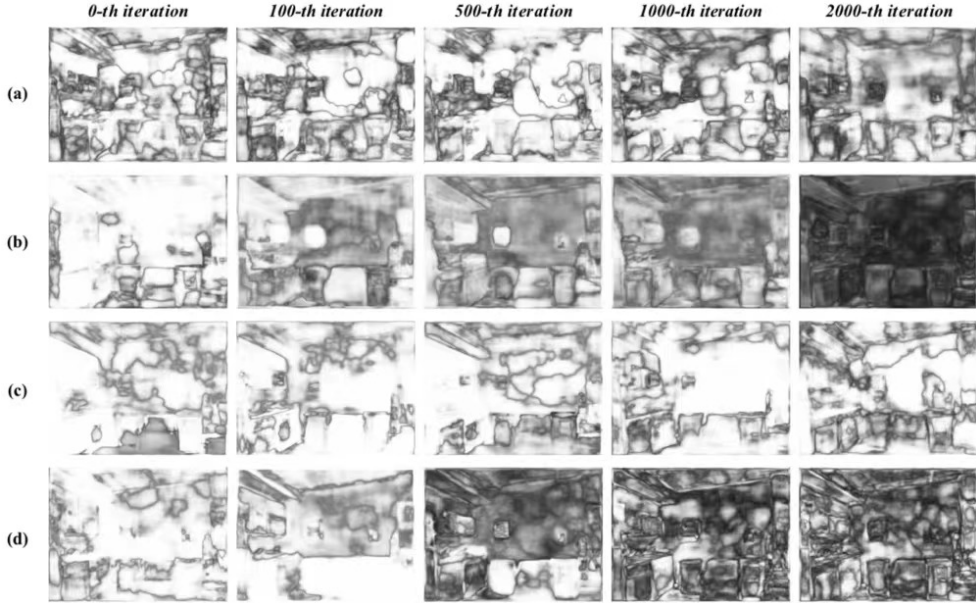 0-th iteration 100-th iteration 500-th iteration 1000-th iteration 2000-th iteration
(a)
(b)
(c)
(d)